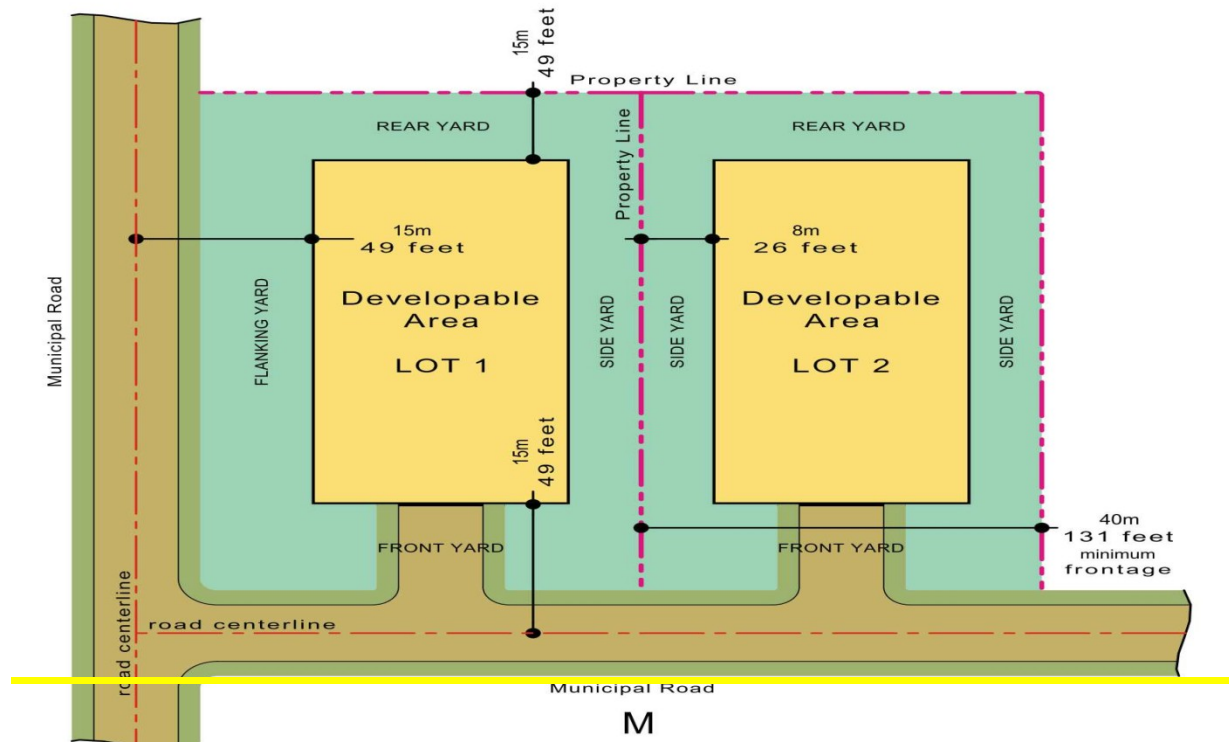 15m
49 feet
Property Line
REAR YARD
REAR YARD
Property Line
15m
49 feet
8m
26 feet
Municipal Road
FLANKING YARD
Developable
Area
LOT 1
SIDE YARD
SIDE YARD
Developable
Area
LOT 2
SIDE YARD
15m
49 feet
40m
131 feet
minimum
frontage
FRONT YARD
FRONT YARD
road centerline
road centerline
Municipal Road
M